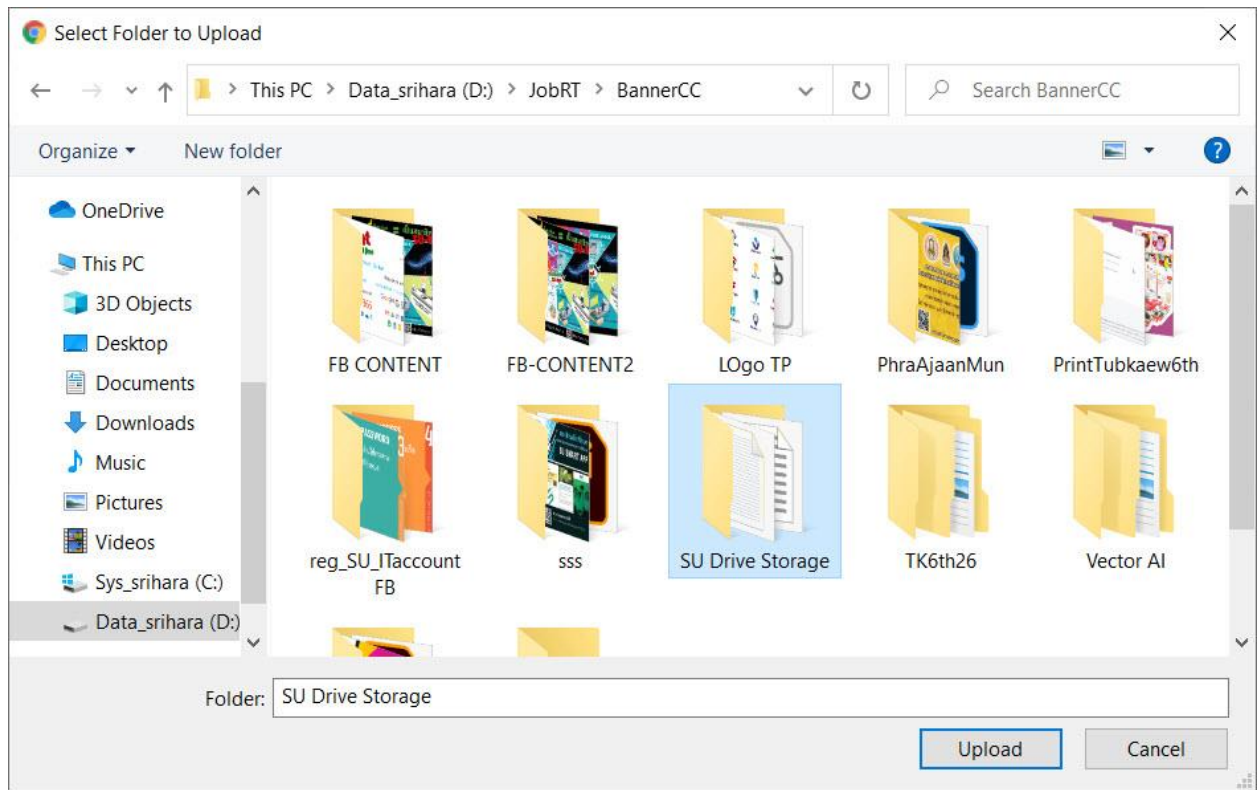 Select Folder to Upload
This PC > Data_srihara (D:) > JobRT > BannerCC
Search BannerCC
Organize
New folder
?
OneDrive
This PC
3D Objects
Desktop
Documents
Downloads
Music
Pictures
Videos
Sys_srihara (C:)
Data_srihara (D:)
FB CONTENT
FB-CONTENT2
LOgo TP
PhraAjaanMun
PrintTubkaew6th
reg_SU_ITaccount
FB
sss
SU Drive Storage
TK6th26
Vector AI
Folder: SU Drive Storage
Upload
Cancel